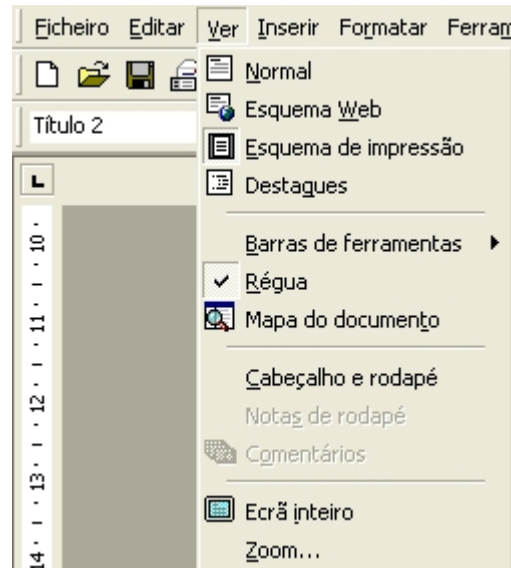 Ficheiro Editar Ver Inserir Formatar Ferram
Normal
Título 2
Esquema Web
Esquema de impressão
Destaques
Barras de ferramentas
Régua
Mapa do documento
Cabeçalho e rodapé
Notas de rodapé
Comentários
Ecrã inteiro
Zoom...
10
11
12
13
14